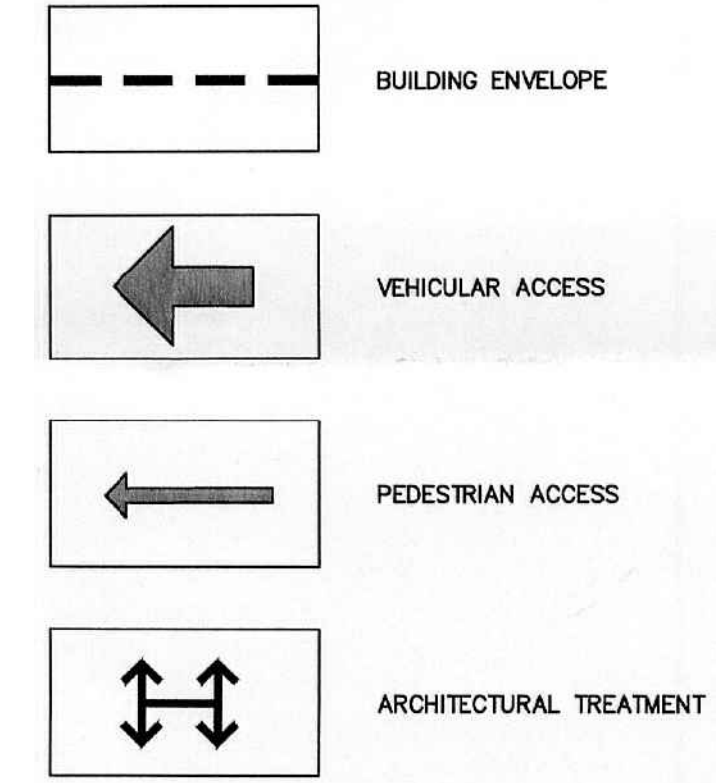 BUILDING ENVELOPE
VEHICULAR ACCESS
PEDESTRIAN ACCESS
ARCHITECTURAL TREATMENT